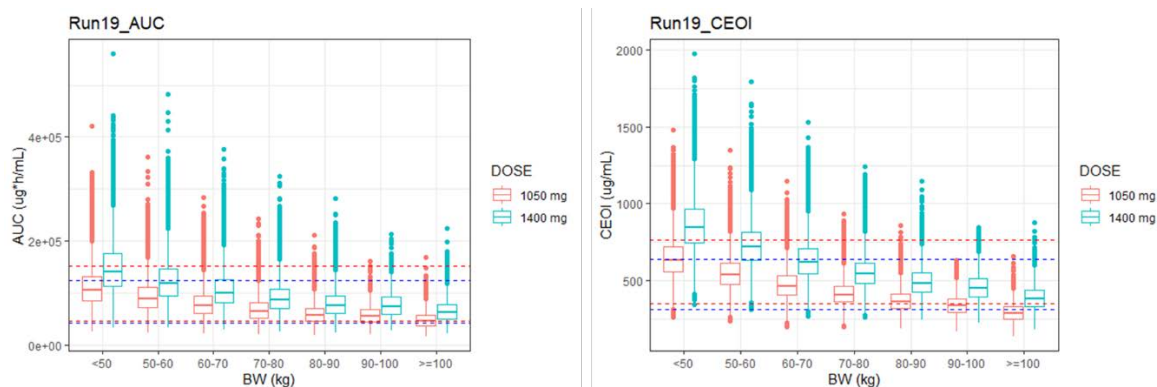 Run19_AUC
AUC (ug*h/mL)
4e+05
2e+05
0e+00
<50
50-60
60-70
70-80
80-90
90-100
>=100
BW (kg)
DOSE
1050 mg
1400 mg
Run19_CEOI
CEOI (ug/mL)
2000
1500
1000
500
<50
50-60
60-70
70-80
80-90
90-100
>=100
BW (kg)
DOSE
1050 mg
1400 mg